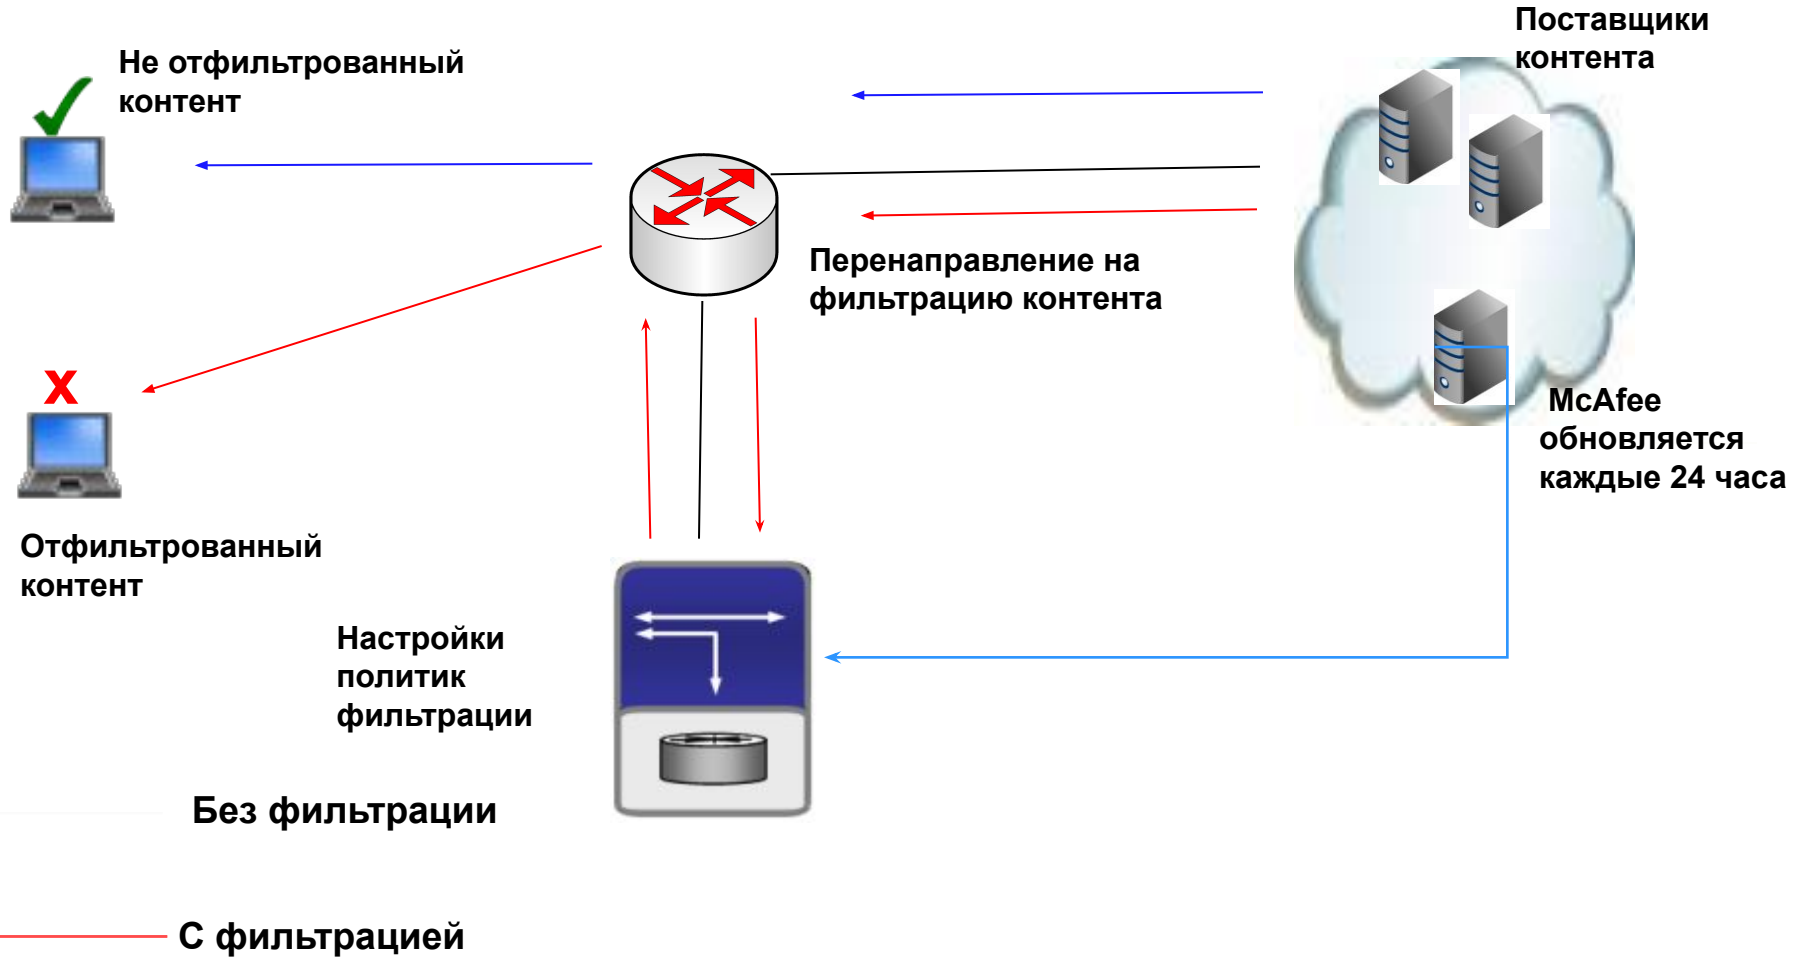 Поставщики
контента
Не отфильтрованный
контент
Перенаправление на
фильтрацию контента
X
McAfee
обновляется
каждые 24 часа
Отфильтрованный
контент
Настройки
политик
фильтрации
Без фильтрации
С фильтрацией